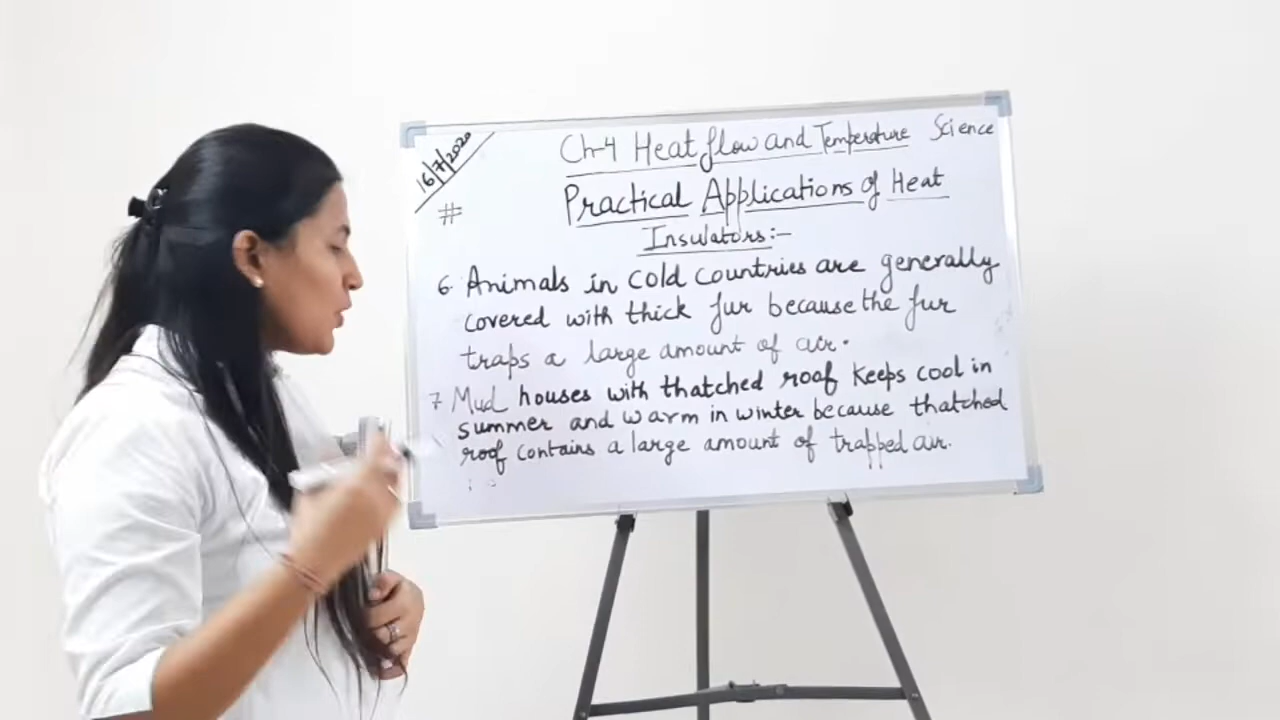 16/7/2020
Ch-4 Heat flow and Temperature Science
# Practical Applications of Heat
Insulators:-
6. Animals in cold countries are generally
covered with thick fur because the fur
traps a large amount of air.
7 Mud houses with thatched roof keeps cool in
summer and warm in winter because thatched
roof contains a large amount of trapped air.